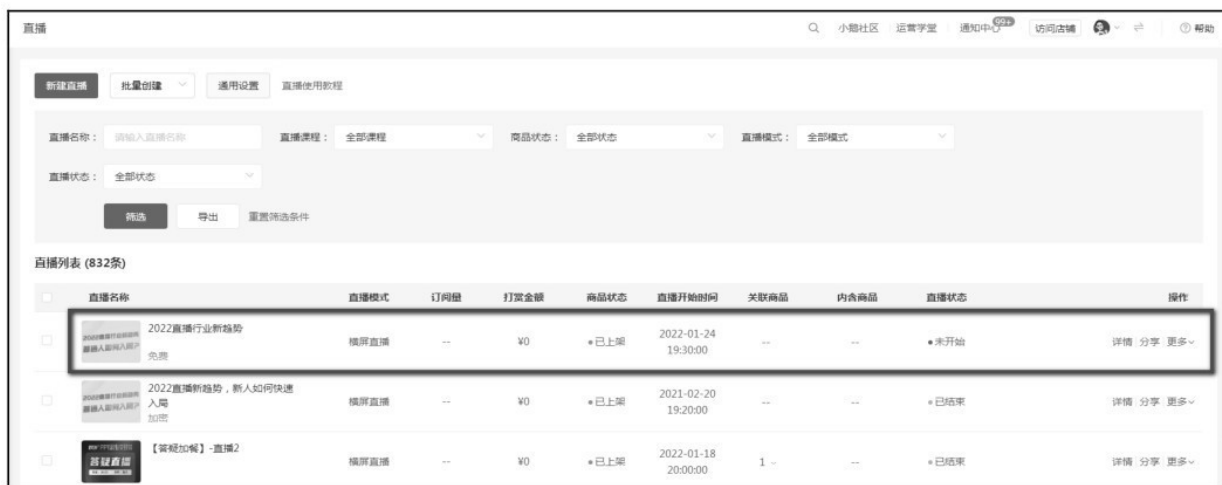 直播 小鹅社区 运营学堂 通知中心 99+ 访问店铺 帮助
新建直播 批量创建 通用设置 直播使用教程
直播名称： 请输入直播名称 直播课程： 全部课程 商品状态： 全部状态 直播模式： 全部模式
直播状态： 全部状态
筛选 导出 重置筛选条件
直播列表 (832条)
直播名称 直播模式 订阅量 打赏金额 商品状态 直播开始时间 关联商品 内含商品 直播状态 操作
2022直播行业新趋势 免费 横屏直播 -- ¥0 已上架 2022-01-24 19:30:00 -- -- 未开始 详情 分享 更多
2022直播新趋势，新人如何快速入局 加密 横屏直播 -- ¥0 已上架 2021-02-20 19:20:00 -- -- 已结束 详情 分享 更多
答疑直播 【答疑加餐】-直播2 横屏直播 -- ¥0 已上架 2022-01-18 20:00:00 1 -- -- 已结束 详情 分享 更多